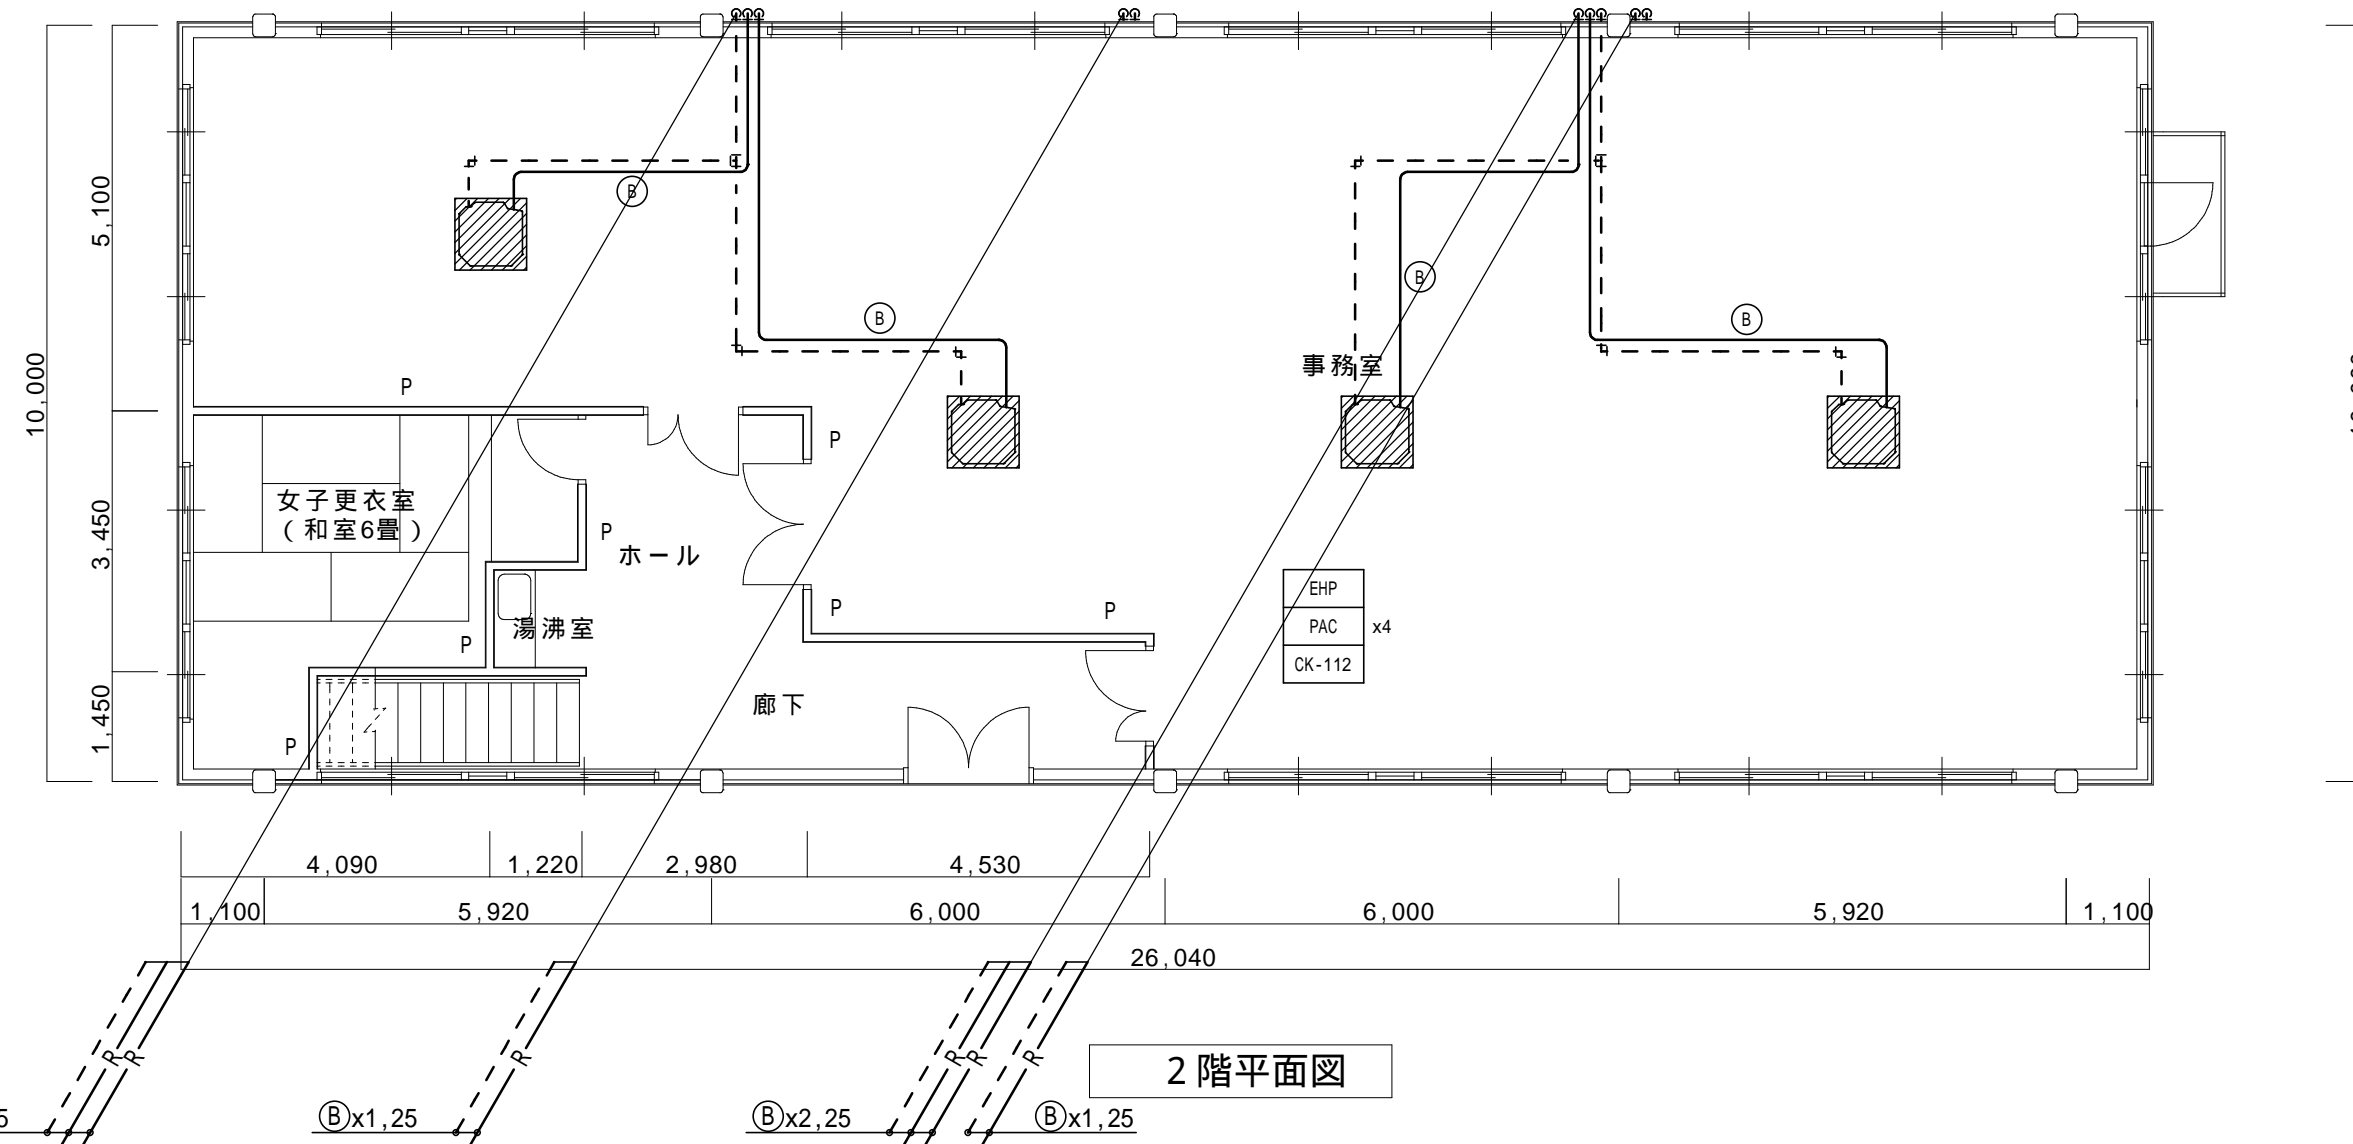 B
5,100
B
B
B
10,000
事務室
P
P
女子更衣室
(和室6畳)
3,450
P
ホール
EHP
PAC x4
CK-112
P
P
湯沸室
P
廊下
1,450
P
4,090 1,220 2,980 4,530
1,100 5,920 6,000 6,000 5,920 1,100
26,040
R R R R R R
2階平面図
5 Bx1,25 Bx2,25 Bx1,25